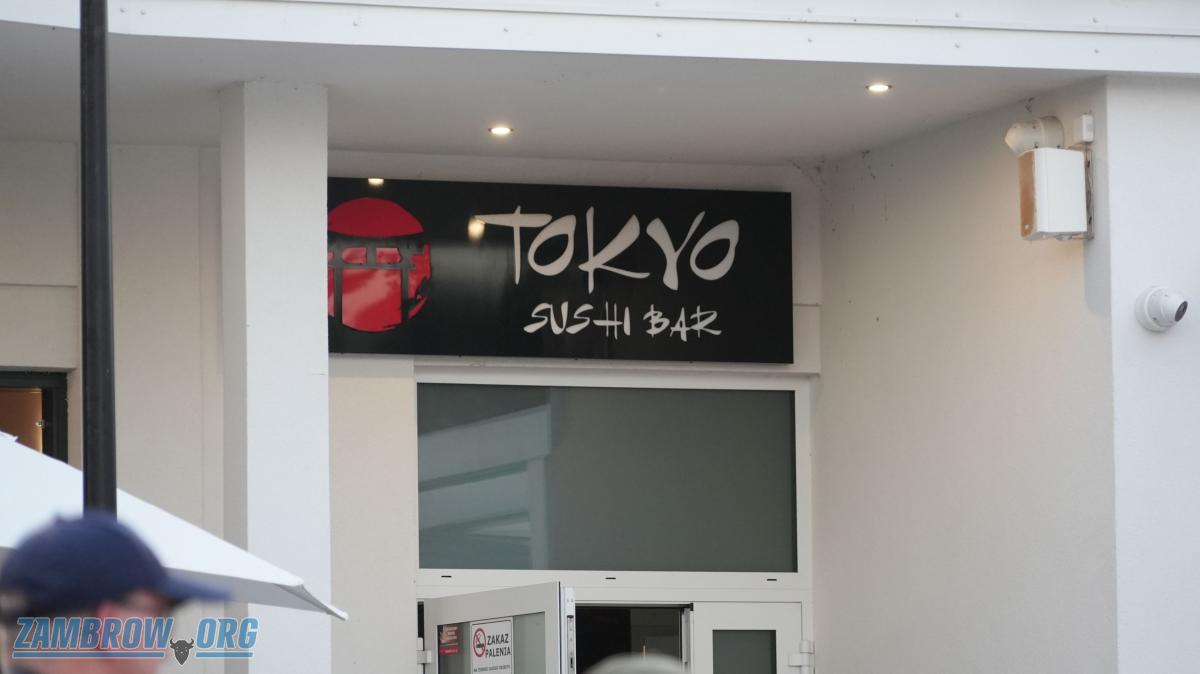 TOKYO
SUSHI BAR
ZAKAZ
PALENIA
ZAMBROW.ORG